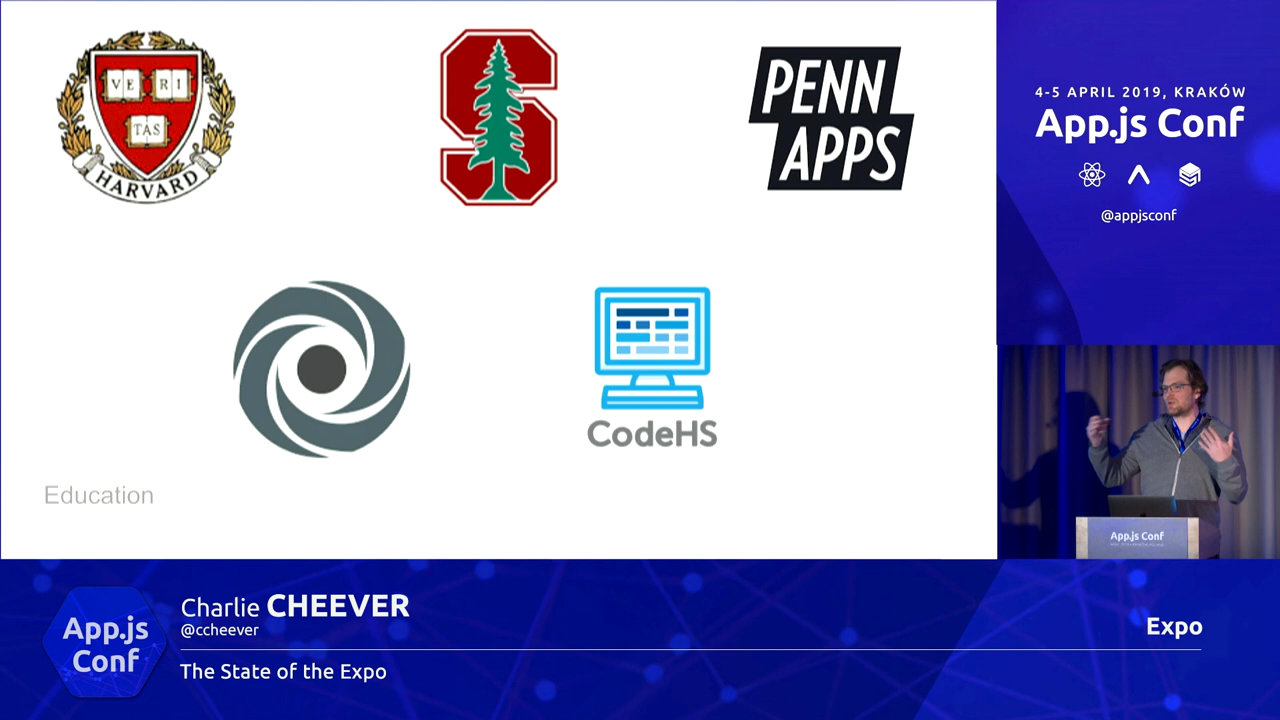 VE RI
TAS
HARVARD
PENN
APPS
CodeHS
Education
4-5 APRIL 2019, KRAKÓW
App.js Conf
@appjsconf
App.js Conf
App.js
Conf
Charlie CHEEVER
@ccheever
The State of the Expo
Expo